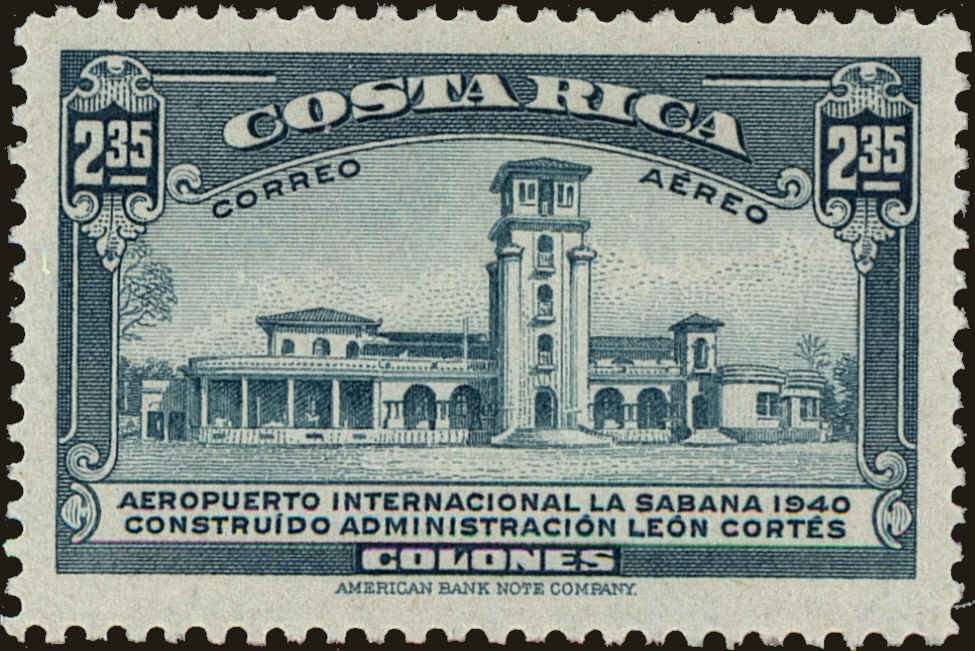 COSTA RICA
2.35
2.35
CORREO AÉREO
AEROPUERTO INTERNACIONAL LA SABANA 1940
CONSTRUÍDO ADMINISTRACIÓN LEÓN CORTÉS
COLONES
AMERICAN BANK NOTE COMPANY.